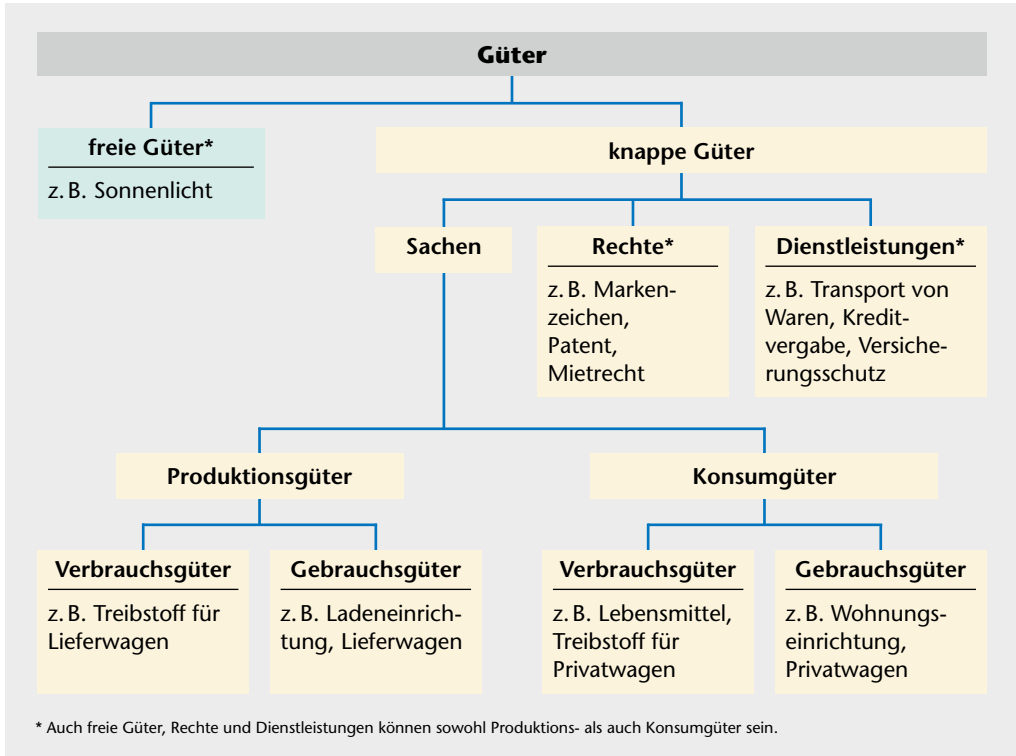 Güter
freie Güter*
z. B. Sonnenlicht
knappe Güter
Sachen
Rechte*
z. B. Marken-
zeichen,
Patent,
Mietrecht
Dienstleistungen*
z. B. Transport von
Waren, Kredit-
vergabe, Versiche-
rungsschutz
Produktionsgüter
Konsumgüter
Verbrauchsgüter
z. B. Treibstoff für
Lieferwagen
Gebrauchsgüter
z. B. Ladeneinrich-
tung, Lieferwagen
Verbrauchsgüter
z. B. Lebensmittel,
Treibstoff für
Privatwagen
Gebrauchsgüter
z. B. Wohnungs-
einrichtung,
Privatwagen
* Auch freie Güter, Rechte und Dienstleistungen können sowohl Produktions- als auch Konsumgüter sein.